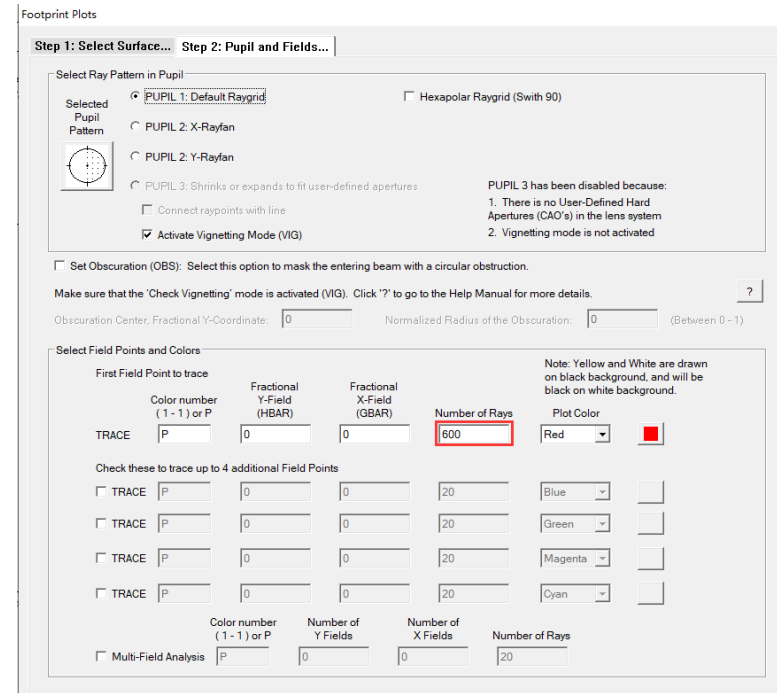 Footprint Plots
Step 1: Select Surface... Step 2: Pupil and Fields...
Select Ray Pattern in Pupil
Selected
Pupil
Pattern
PUPIL 1: Default Raygrid
Hexapolar Raygrid (Swith 90)
PUPIL 2: X-Rayfan
PUPIL 2: Y-Rayfan
PUPIL 3: Shrinks or expands to fit user-defined apertures
Connect raypoints with line
Activate Vignetting Mode (VIG)
PUPIL 3 has been disabled because:
1. There is no User-Defined Hard
Apertures (CAO's) in the lens system
2. Vignetting mode is not activated
Set Obscuration (OBS): Select this option to mask the entering beam with a circular obstruction.
Make sure that the 'Check Vignetting' mode is activated (VIG). Click '?' to go to the Help Manual for more details.
?
Obscuration Center, Fractional Y-Coordinate: 0 Normalized Radius of the Obscuration: 0 (Between 0 - 1)
Select Field Points and Colors
First Field Point to trace
Note: Yellow and White are drawn
on black background, and will be
black on white background.
Color number
( 1 - 1 ) or P
Fractional
Y-Field
(HBAR)
Fractional
X-Field
(GBAR)
Number of Rays
Plot Color
TRACE P 0 0 600 Red
Check these to trace up to 4 additional Field Points
TRACE P 0 0 20 Blue
TRACE P 0 0 20 Green
TRACE P 0 0 20 Magenta
TRACE P 0 0 20 Cyan
Color number
( 1 - 1 ) or P
Number of
Y Fields
Number of
X Fields
Number of Rays
Multi-Field Analysis P 0 0 20